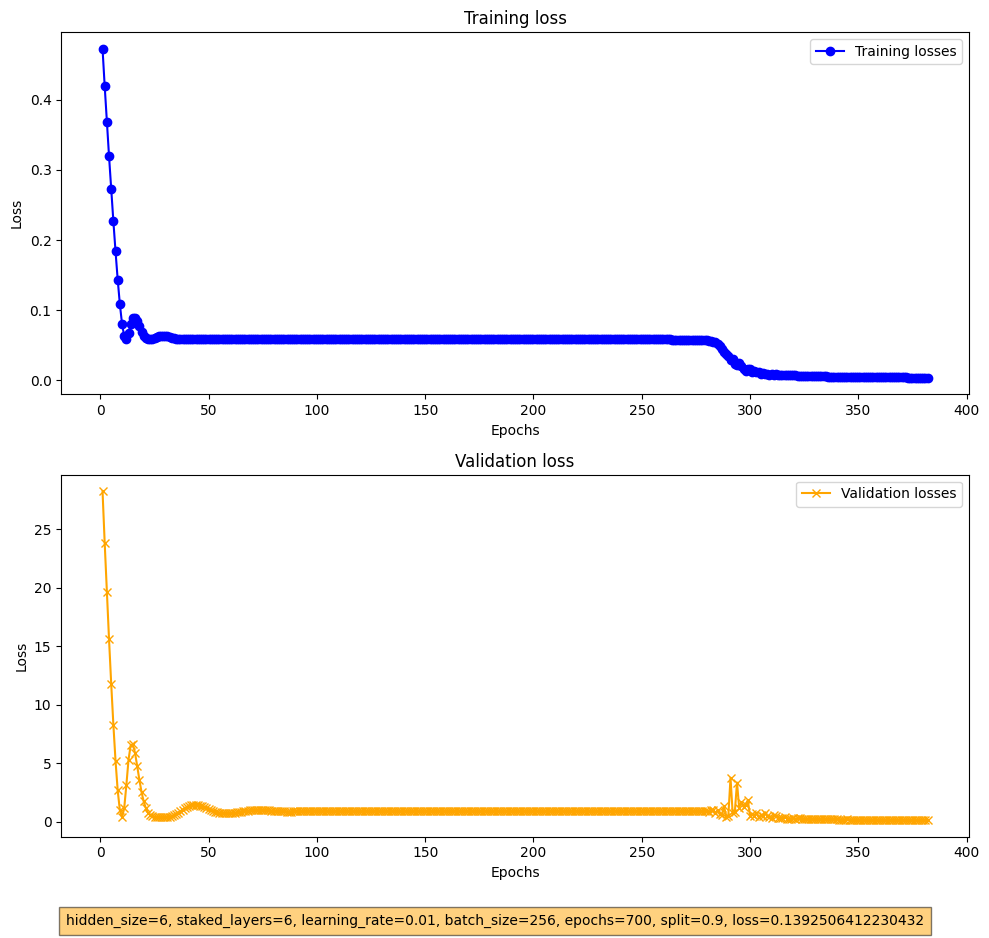 Training loss
Training losses
0.4
0.3
0.2
0.1
0.0
Loss
0 50 100 150 200 250 300 350 400
Epochs
Validation loss
Validation losses
25
20
15
10
5
0
Loss
0 50 100 150 200 250 300 350 400
Epochs
hidden_size=6, staked_layers=6, learning_rate=0.01, batch_size=256, epochs=700, split=0.9, loss=0.1392506412230432